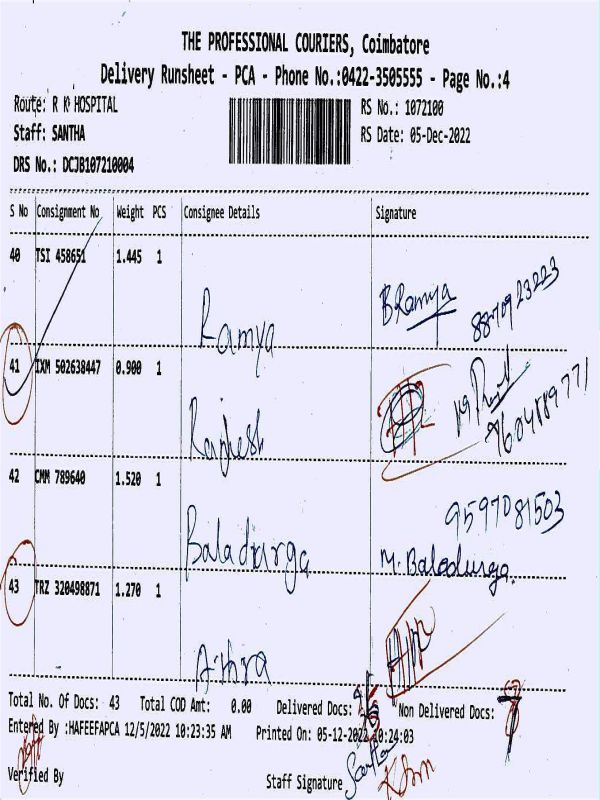 THE PROFESSIONAL COURIERS, Coimbatore
Delivery Runsheet - PCA - Phone No.:0422-3505555 - Page No.:4
Route: R K HOSPITAL
RS No.: 1072100
Staff: SANTHA
RS Date: 05-Dec-2022
DRS No.: DCJB107210004
S No Consignment No Weight PCS Consignee Details Signature
40 TSI 458651 1.445 1
Ramya B Ramya 8870923223
41 IXM 502638447 0.900 1
Rajhesh 9604889771
42 CMM 789640 1.520 1
9597081503
Baladurga M. Baladurga.
43 TRZ 320498871 1.270 1
Total No. Of Docs: 43 Total COD Amt: 0.00 Delivered Docs: Non Delivered Docs: 7
Entered By :HAFEEFAPCA 12/5/2022 10:23:35 AM Printed On: 05-12-2022 10:24:03
Verified By
Staff Signature